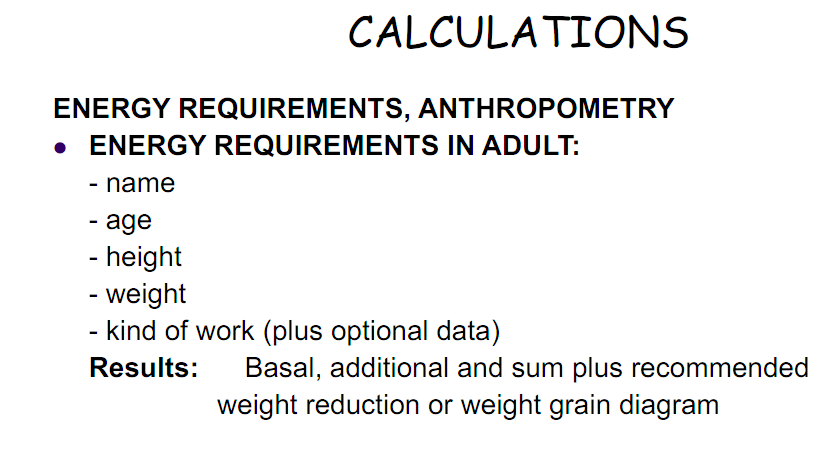 CALCULATIONS
ENERGY REQUIREMENTS, ANTHROPOMETRY
● ENERGY REQUIREMENTS IN ADULT:
- name
- age
- height
- weight
- kind of work (plus optional data)
Results: Basal, additional and sum plus recommended
weight reduction or weight grain diagram